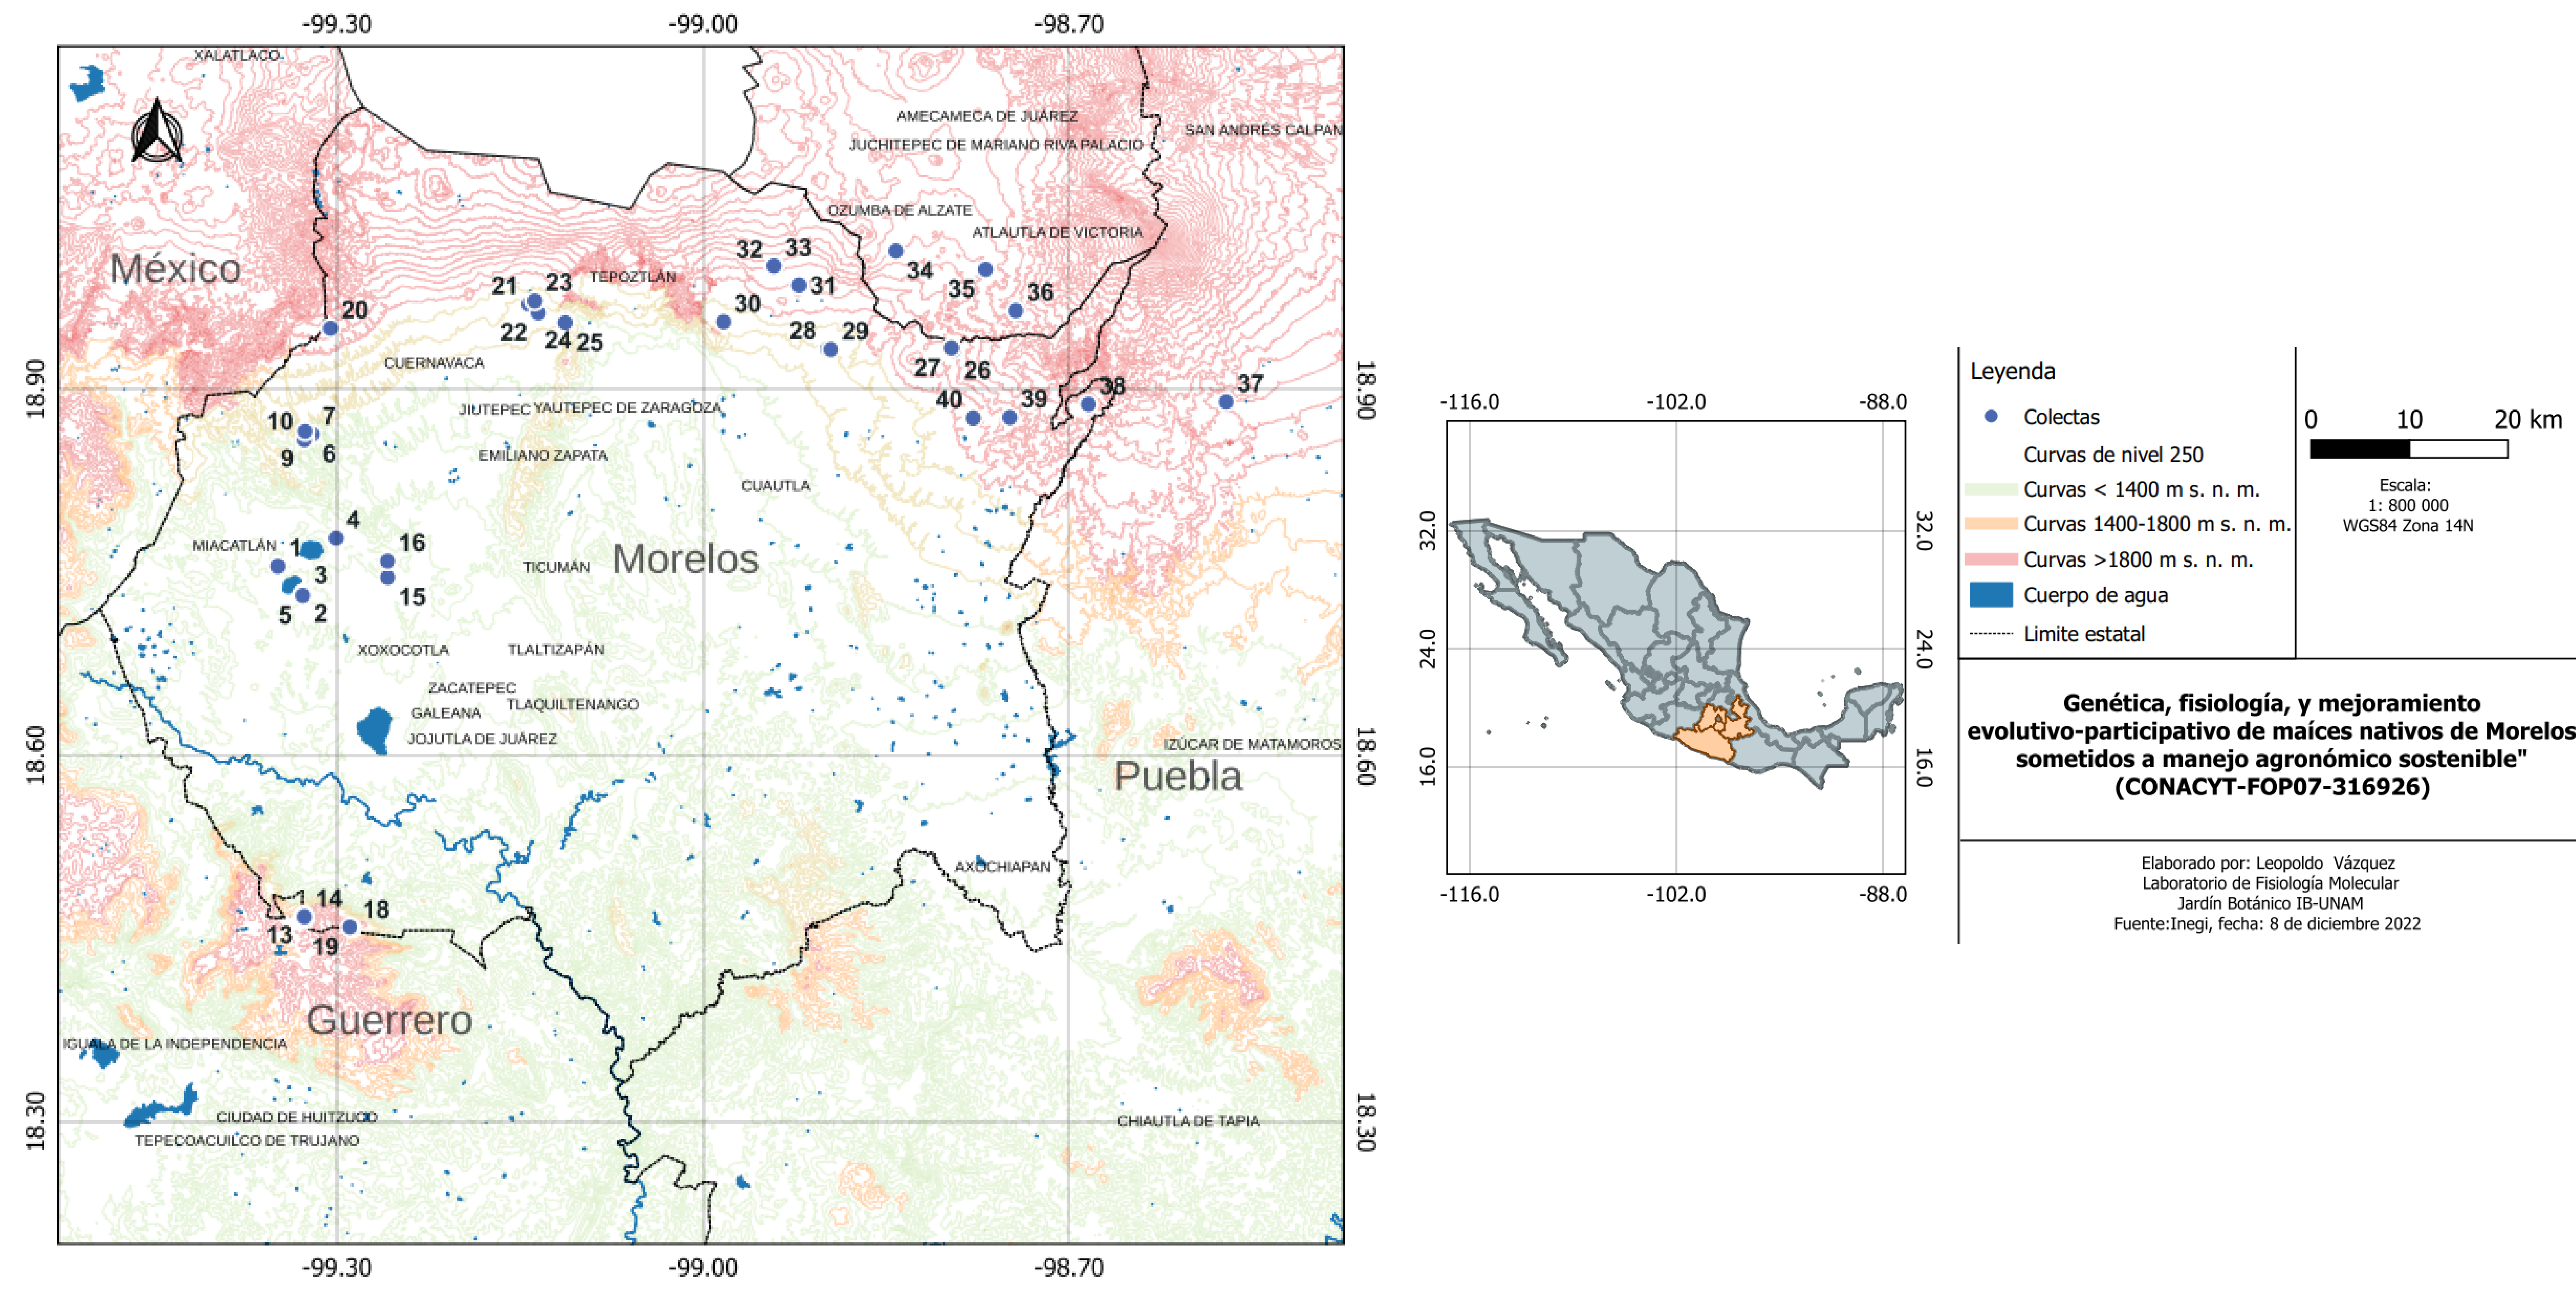 -99.30 -99.00 -98.70
XALATLACO
AMECAMECA DE JUÁREZ
SAN ANDRÉS CALPAN
JUCHITEPEC DE MARIANO RIVA PALACIO
OZUMBA DE ALZATE
ATLAUTLA DE VICTORIA
México
TEPOZTLÁN
32 33
34
35
36
31
30
21 23
20
22
24 25
28 29
27 26
CUERNAVACA
18.90
18.90
37
38
39
40
JIUTEPEC YAUTEPEC DE ZARAGOZA
10 7
9 6
EMILIANO ZAPATA
CUAUTLA
4
MIACATLÁN
1
16
3
15
5 2
TICUMÁN
Morelos
XOXOCOTLA
TLALTIZAPÁN
ZACATEPEC
TLAQUILTENANGO
GALEANA
JOJUTLA DE JUÁREZ
18.60
18.60
IZÚCAR DE MATAMOROS
Puebla
AXOCHIAPAN
14
18
13
19
Guerrero
IGUALA DE LA INDEPENDENCIA
18.30
18.30
CIUDAD DE HUITZUCO
TEPECOACUILCO DE TRUJANO
CHIAUTLA DE TAPIA
-99.30 -99.00 -98.70
-116.0 -102.0 -88.0
32.0
32.0
24.0
24.0
16.0
16.0
-116.0 -102.0 -88.0
Leyenda
Colectas
Curvas de nivel 250
Curvas < 1400 m s. n. m.
Curvas 1400-1800 m s. n. m.
Curvas >1800 m s. n. m.
Cuerpo de agua
Limite estatal
0 10 20 km
Escala:
1: 800 000
WGS84 Zona 14N
Genética, fisiología, y mejoramiento
evolutivo-participativo de maíces nativos de Morelos
sometidos a manejo agronómico sostenible"
(CONACYT-FOP07-316926)
Elaborado por: Leopoldo Vázquez
Laboratorio de Fisiología Molecular
Jardín Botánico IB-UNAM
Fuente:Inegi, fecha: 8 de diciembre 2022